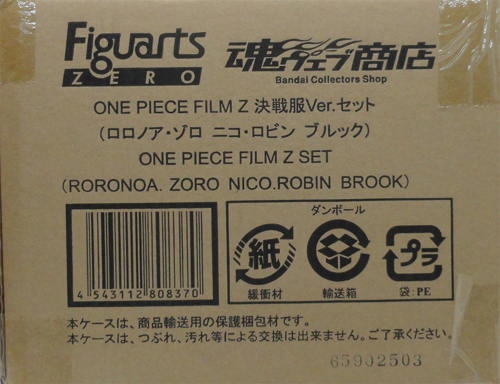 Figuarts
ZERO
魂ウェブ商店
Bandai Collectors Shop
ONE PIECE FILM Z 決戦服Ver.セット
(ロロノア・ゾロ ニコ・ロビン ブルック)
ONE PIECE FILM Z SET
(RORONOA. ZORO NICO.ROBIN BROOK)
4 543112 808370
ダンボール
紙
プラ
緩衝材
輸送箱
袋:PE
本ケースは、商品輸送用の保護梱包材です。
本ケースは、つぶれ、汚れ等による交換は出来ません。ご了承ください。
65902503